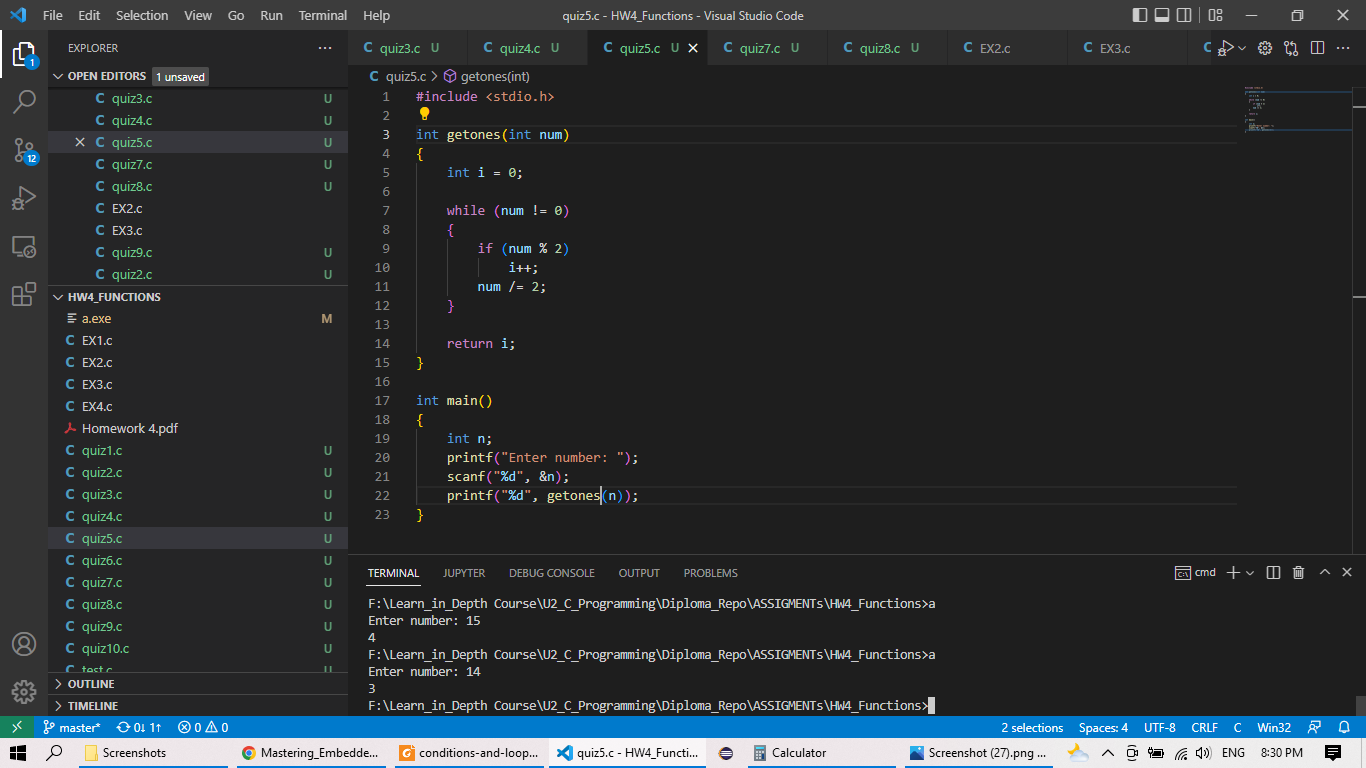 File Edit Selection View Go Run Terminal Help
quiz5.c - HW4_Functions - Visual Studio Code
EXPLORER
OPEN EDITORS 1 unsaved
C quiz3.c U
C quiz4.c U
C quiz5.c U
C quiz7.c U
C quiz8.c U
C EX2.c
C EX3.c
C quiz9.c U
C quiz2.c U
HW4_FUNCTIONS
a.exe M
C EX1.c
C EX2.c
C EX3.c
C EX4.c
Homework 4.pdf
C quiz1.c U
C quiz2.c U
C quiz3.c U
C quiz4.c U
C quiz5.c U
C quiz6.c U
C quiz7.c U
C quiz8.c U
C quiz9.c U
C quiz10.c U
C test.c U
OUTLINE
TIMELINE
1
12
C quiz3.c U C quiz4.c U C quiz5.c U C quiz7.c U C quiz8.c U C EX2.c C EX3.c C
C quiz5.c > getones(int)
1 #include <stdio.h>
2
3 int getones(int num)
4 {
5 int i = 0;
6
7 while (num != 0)
8 {
9 if (num % 2)
10 i++;
11 num /= 2;
12 }
13
14 return i;
15 }
16
17 int main()
18 {
19 int n;
20 printf("Enter number: ");
21 scanf("%d", &n);
22 printf("%d", getones(n));
23 }
TERMINAL JUPYTER DEBUG CONSOLE OUTPUT PROBLEMS
cmd
F:\Learn_in_Depth Course\U2_C_Programming\Diploma_Repo\ASSIGMENTs\HW4_Functions>a
Enter number: 15
4
F:\Learn_in_Depth Course\U2_C_Programming\Diploma_Repo\ASSIGMENTs\HW4_Functions>a
Enter number: 14
3
F:\Learn_in_Depth Course\U2_C_Programming\Diploma_Repo\ASSIGMENTs\HW4_Functions>
master* 0↓ 1↑ 0 0
2 selections Spaces: 4 UTF-8 CRLF C Win32
Screenshots
Mastering_Embedde...
conditions-and-loop...
quiz5.c - HW4_Functi...
Calculator
Screenshot (27).png ...
ENG 8:30 PM